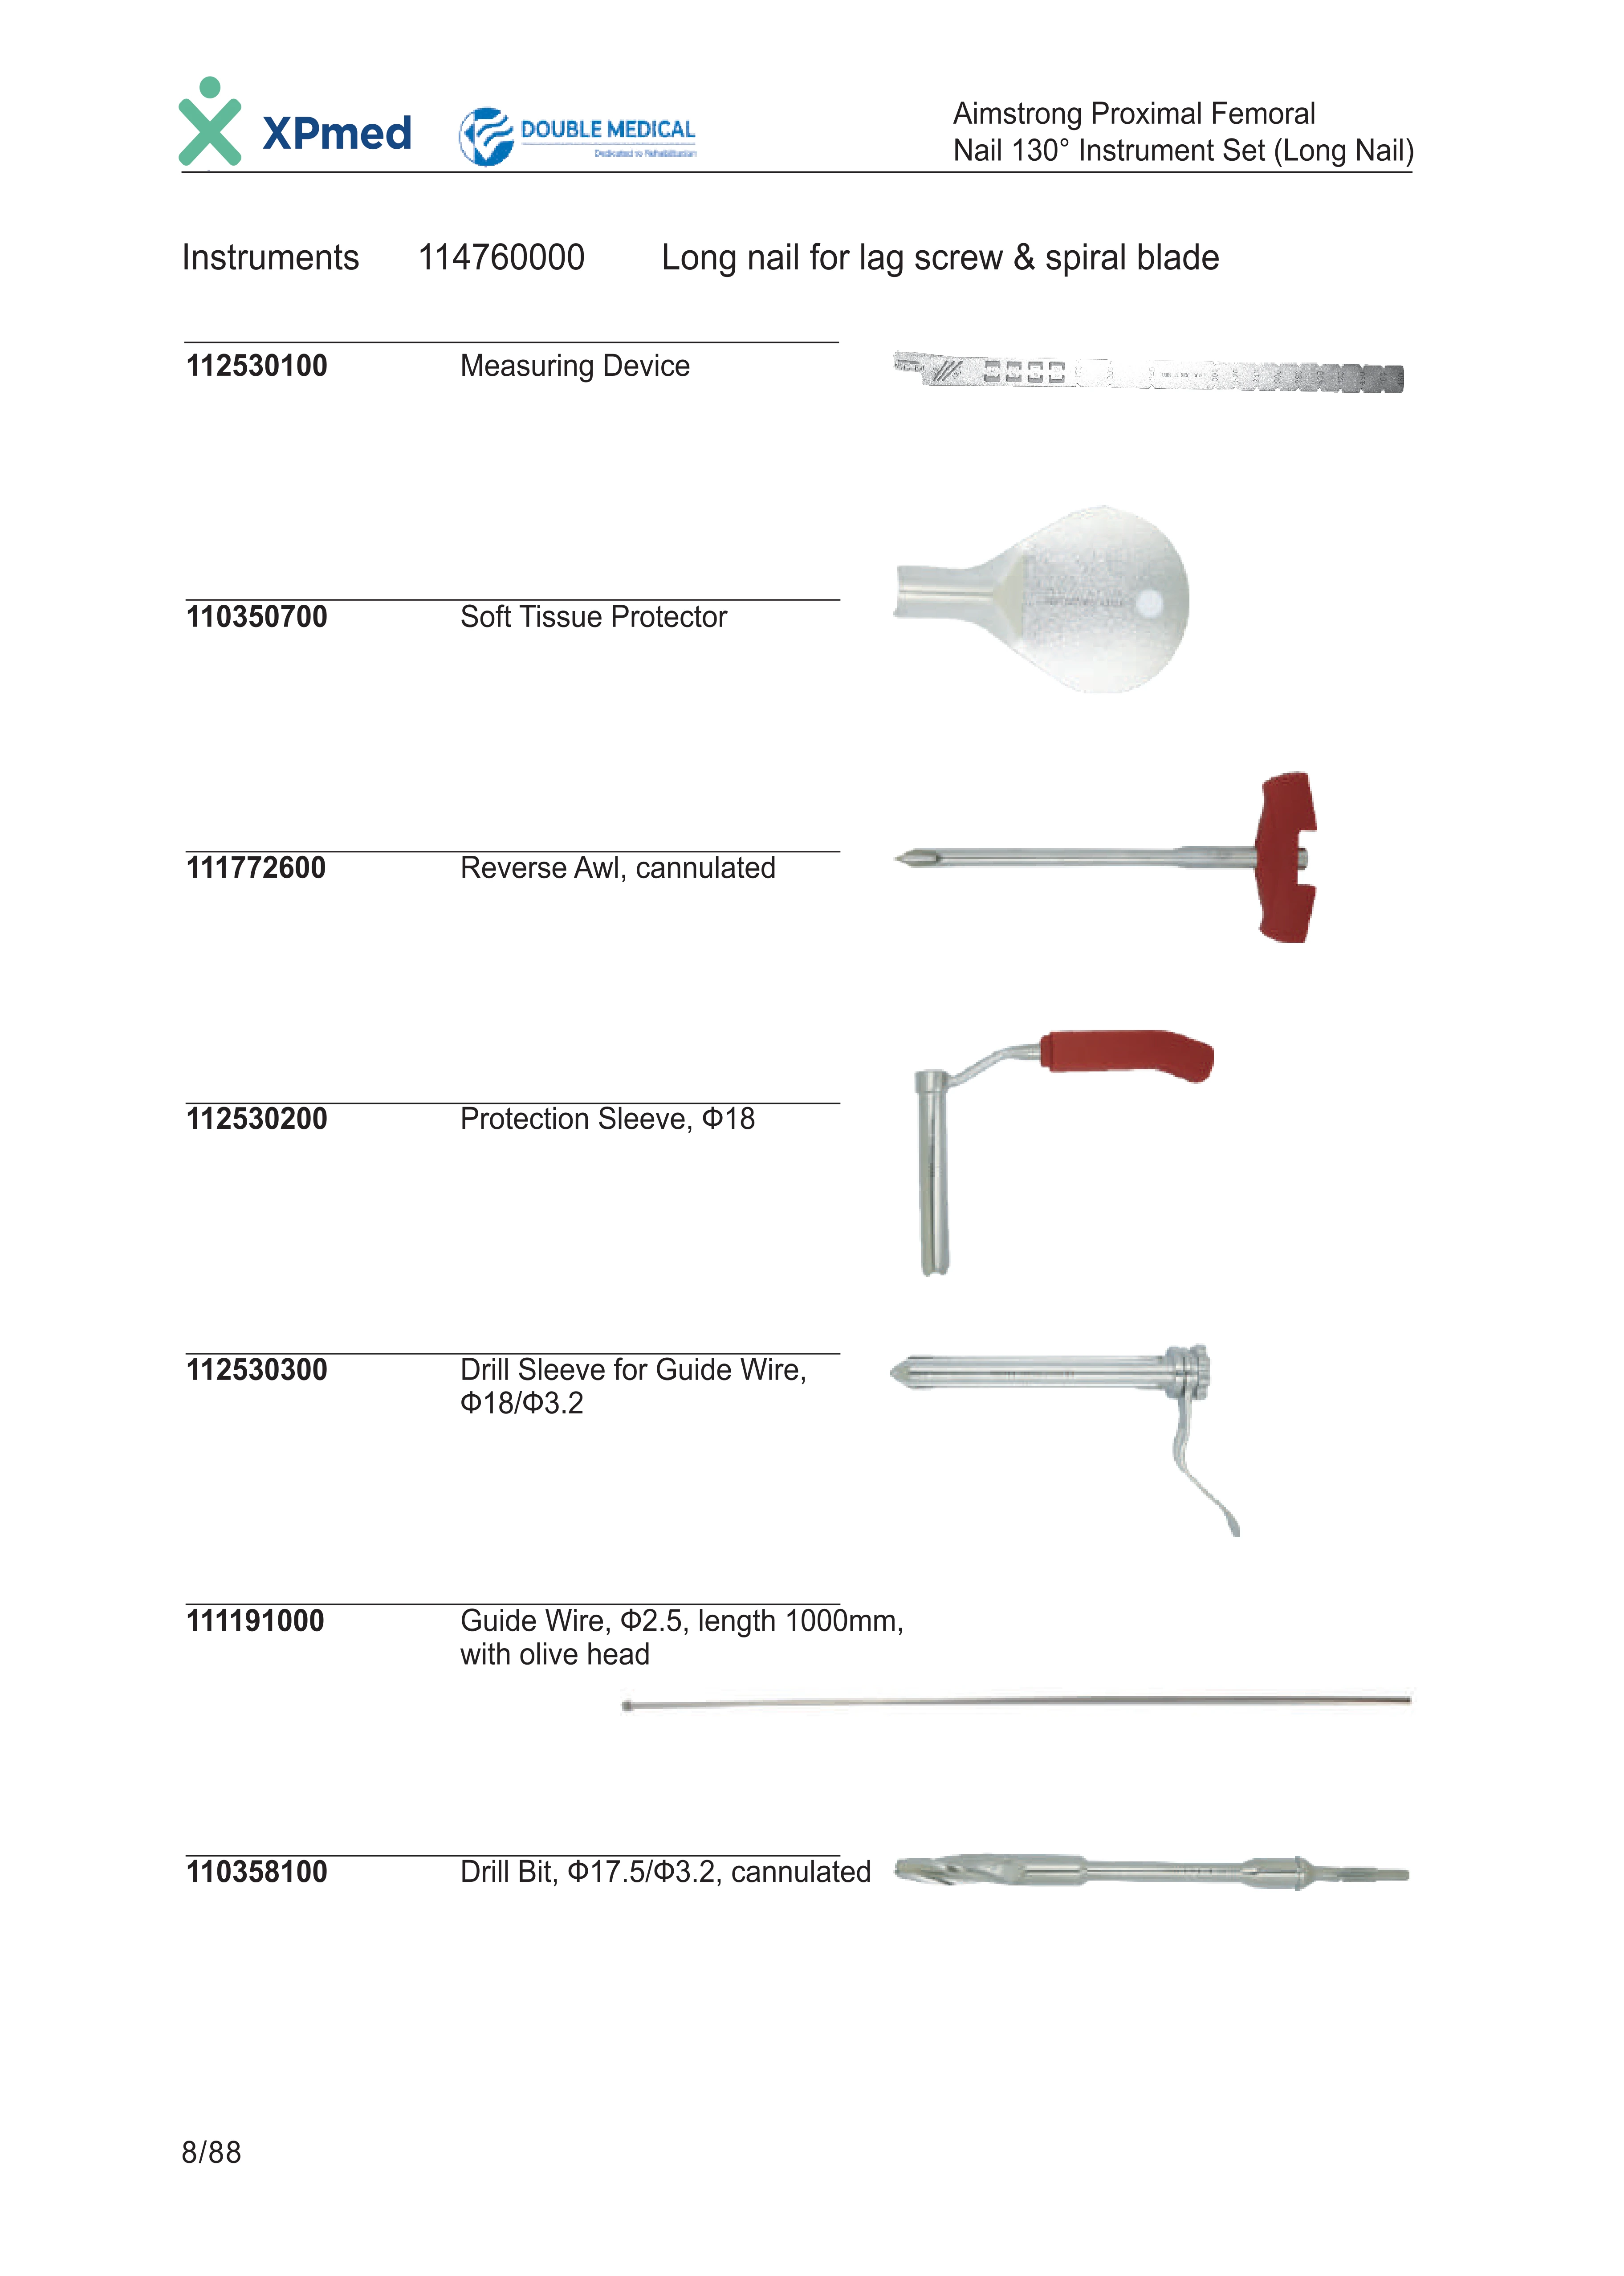 XPmed
DOUBLE MEDICAL
Dedicated to Rehabilitation
Aimstrong Proximal Femoral
Nail 130° Instrument Set (Long Nail)
Instruments 114760000 Long nail for lag screw & spiral blade
112530100 Measuring Device
110350700 Soft Tissue Protector
111772600 Reverse Awl, cannulated
112530200 Protection Sleeve, Φ18
112530300 Drill Sleeve for Guide Wire,
Φ18/Φ3.2
111191000 Guide Wire, Φ2.5, length 1000mm,
with olive head
110358100 Drill Bit, Φ17.5/Φ3.2, cannulated
8/88